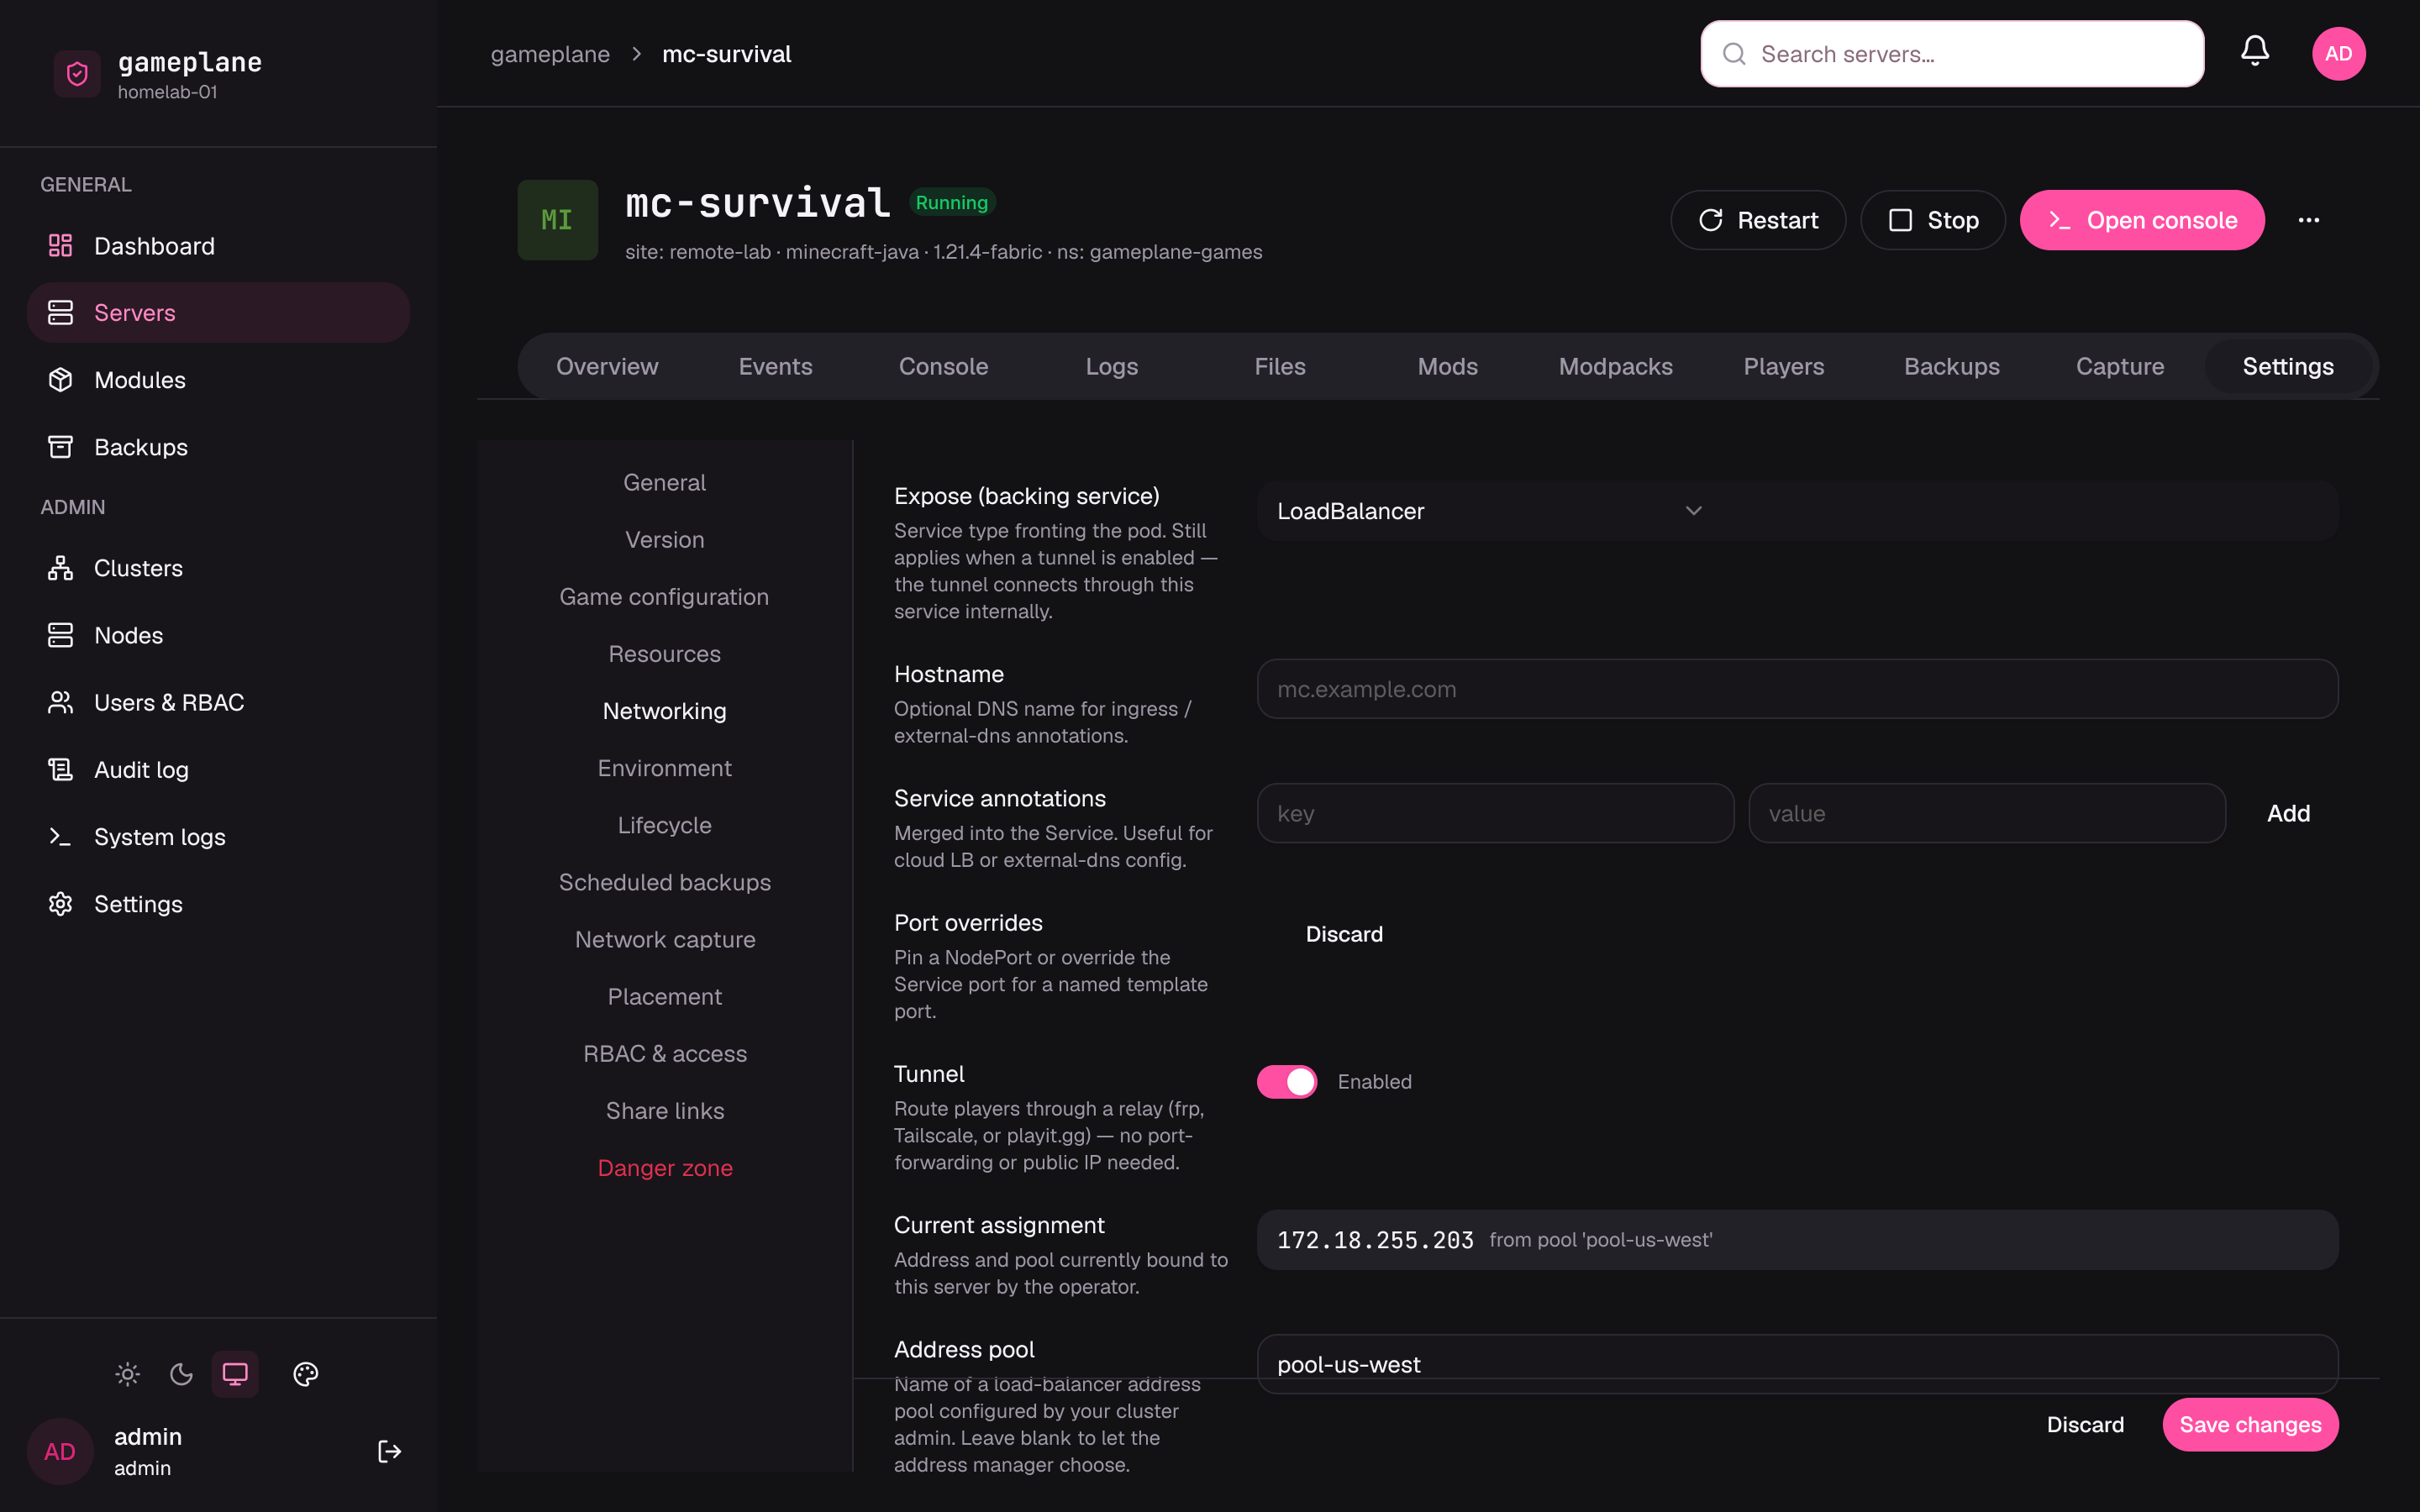 gameplane
homelab-01
GENERAL
Dashboard
Servers
Modules
Backups
ADMIN
Clusters
Nodes
Users & RBAC
Audit log
System logs
Settings
AD
admin
admin
gameplane
mc-survival
Search servers…
AD
MI
mc-survival
Running
site: remote-lab · minecraft-java · 1.21.4-fabric · ns: gameplane-games
Restart
Stop
Open console
Overview
Events
Console
Logs
Files
Mods
Modpacks
Players
Backups
Capture
Settings
General
Version
Game configuration
Resources
Networking
Environment
Lifecycle
Scheduled backups
Network capture
Placement
RBAC & access
Share links
Danger zone
Expose (backing service)
Service type fronting the pod. Still
applies when a tunnel is enabled —
the tunnel connects through this
service internally.
LoadBalancer
Hostname
Optional DNS name for ingress /
external-dns annotations.
mc.example.com
Service annotations
Merged into the Service. Useful for
cloud LB or external-dns config.
key
value
Add
Port overrides
Pin a NodePort or override the
Service port for a named template
port.
Discard
Tunnel
Route players through a relay (frp,
Tailscale, or playit.gg) — no port-
forwarding or public IP needed.
Enabled
Current assignment
Address and pool currently bound to
this server by the operator.
172.18.255.203 from pool 'pool-us-west'
Address pool
Name of a load-balancer address
pool configured by your cluster
admin. Leave blank to let the
address manager choose.
pool-us-west
Discard
Save changes